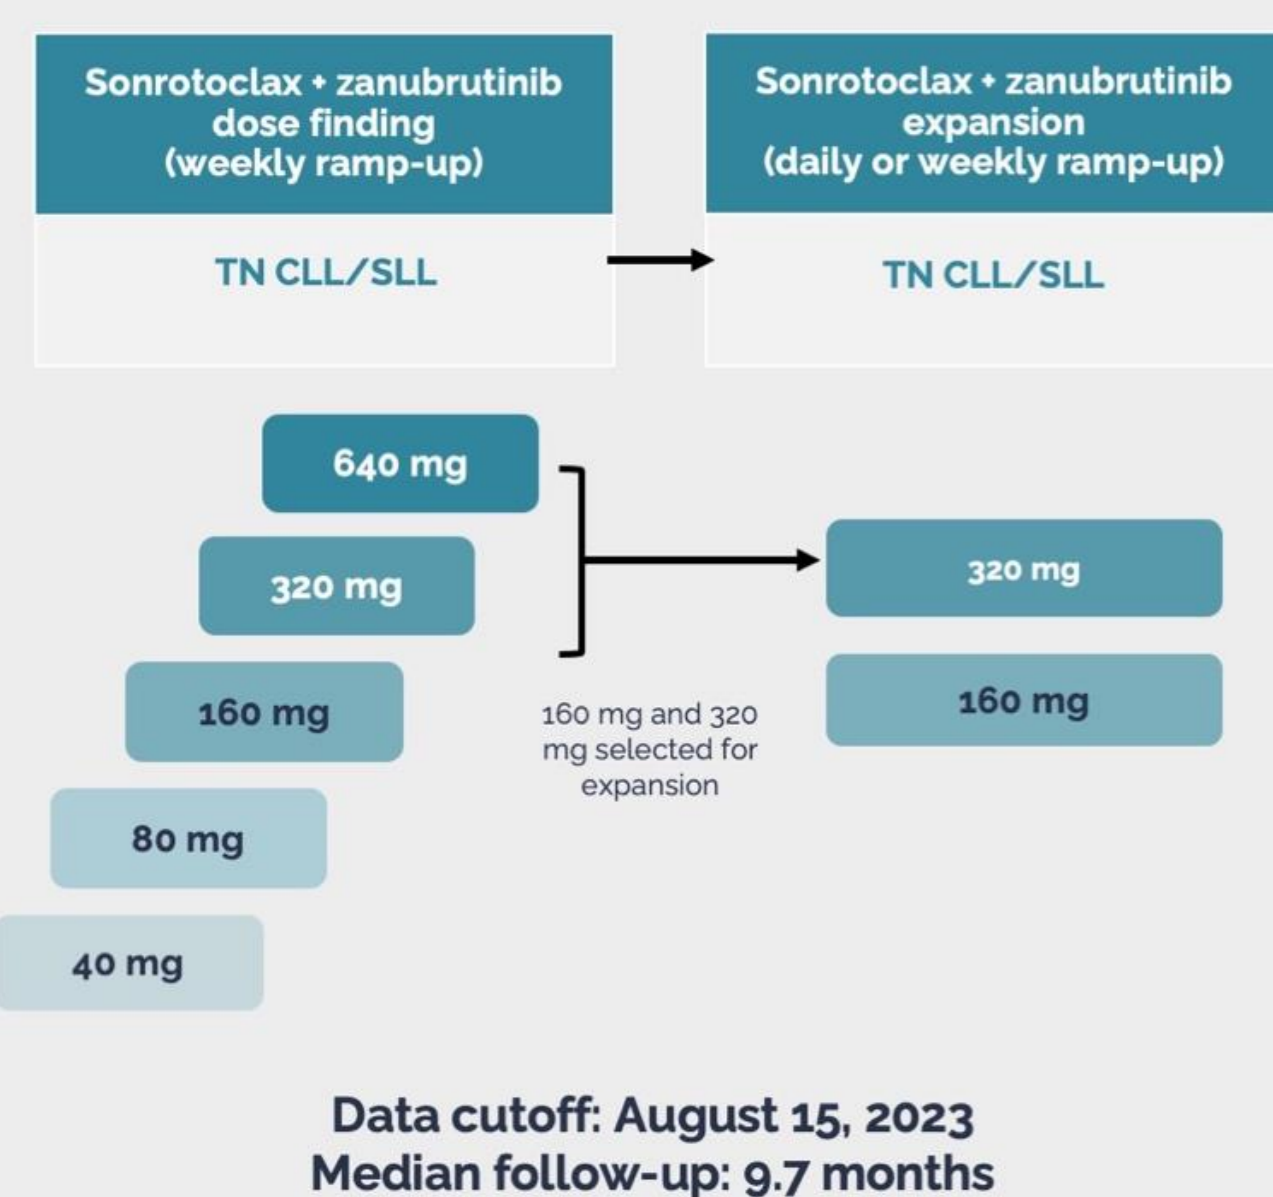 Sonrotoclax + zanubrutinib
dose finding
(weekly ramp-up)
TN CLL/SLL
Sonrotoclax + zanubrutinib
expansion
(daily or weekly ramp-up)
TN CLL/SLL
640 mg
320 mg
160 mg
80 mg
40 mg
160 mg and 320
mg selected for
expansion
320 mg
160 mg
Data cutoff: August 15, 2023
Median follow-up: 9.7 months